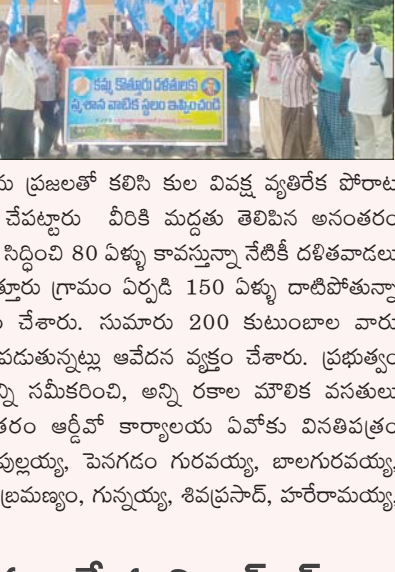 కమ్మ కొత్తూరు దళితులకు
స్మశాన వాటిక స్థలం ఇప్పించండి
ను ప్రజలతో కలిసి కుల వివక్ష వ్యతిరేక పోరాట
చేపట్టారు వీరికి మద్దతు తెలిపిన అనంతరం
సిద్ధించి 80 ఏళ్ళు కావస్తున్నా నేటికీ దళితవాడలు
త్తూరు గ్రామం ఏర్పడి 150 ఏళ్ళు దాటిపోతున్నా
ం చేశారు. సుమారు 200 కుటుంబాల వారు
పడుతున్నట్లు ఆవేదన వ్యక్తం చేశారు. ప్రభుత్వం
న్ని సమీకరించి, అన్ని రకాల మౌలిక వసతులు
తరం ఆర్డీవో కార్యాలయ ఏవోకు వినతిపత్రం
పుల్లయ్య, పెనగడం గురవయ్య, బాలగురవయ్య,
బ్రమణ్యం, గున్నయ్య, శివప్రసాద్, హరేరామయ్య,